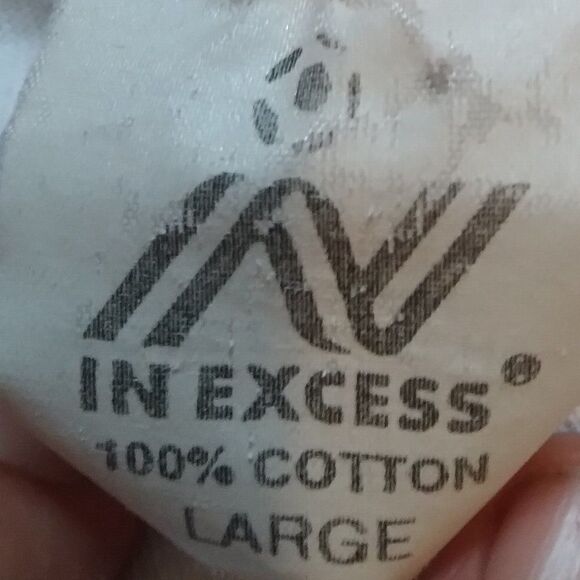 IN EXCESS®
100% COTTON
LARGE